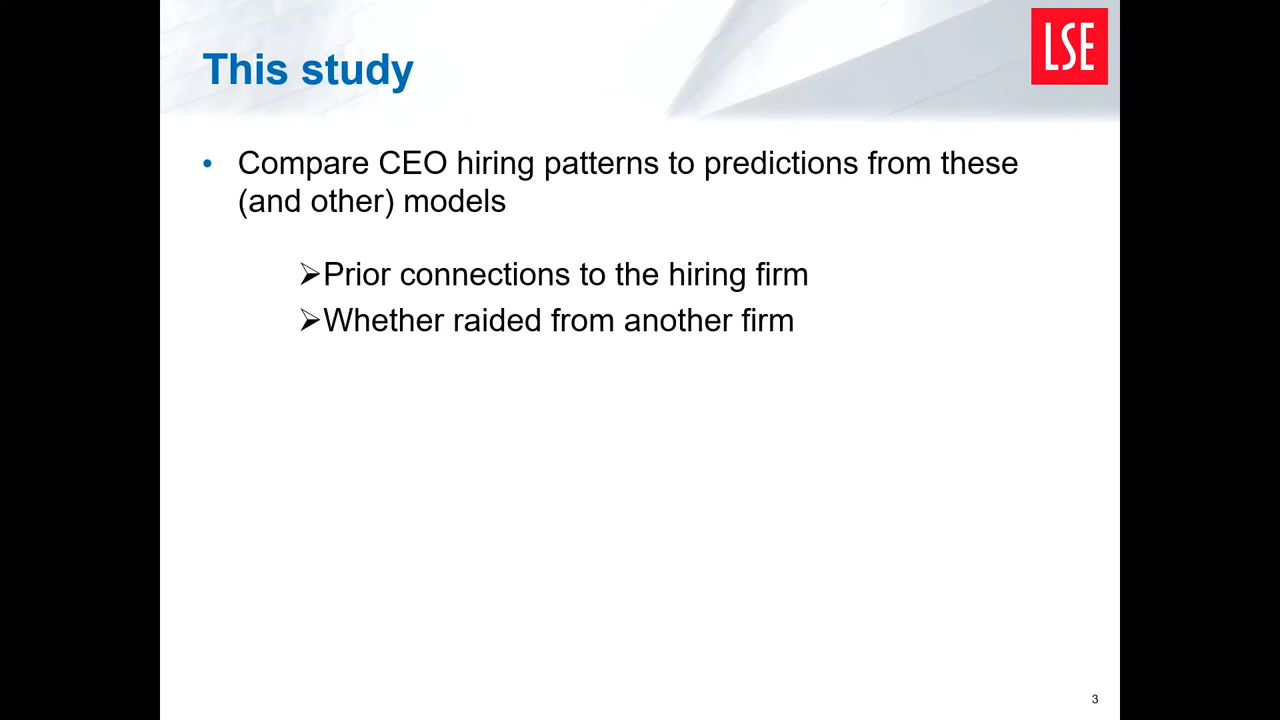 This study
LSE
• Compare CEO hiring patterns to predictions from these
(and other) models
➢Prior connections to the hiring firm
➢Whether raided from another firm
3